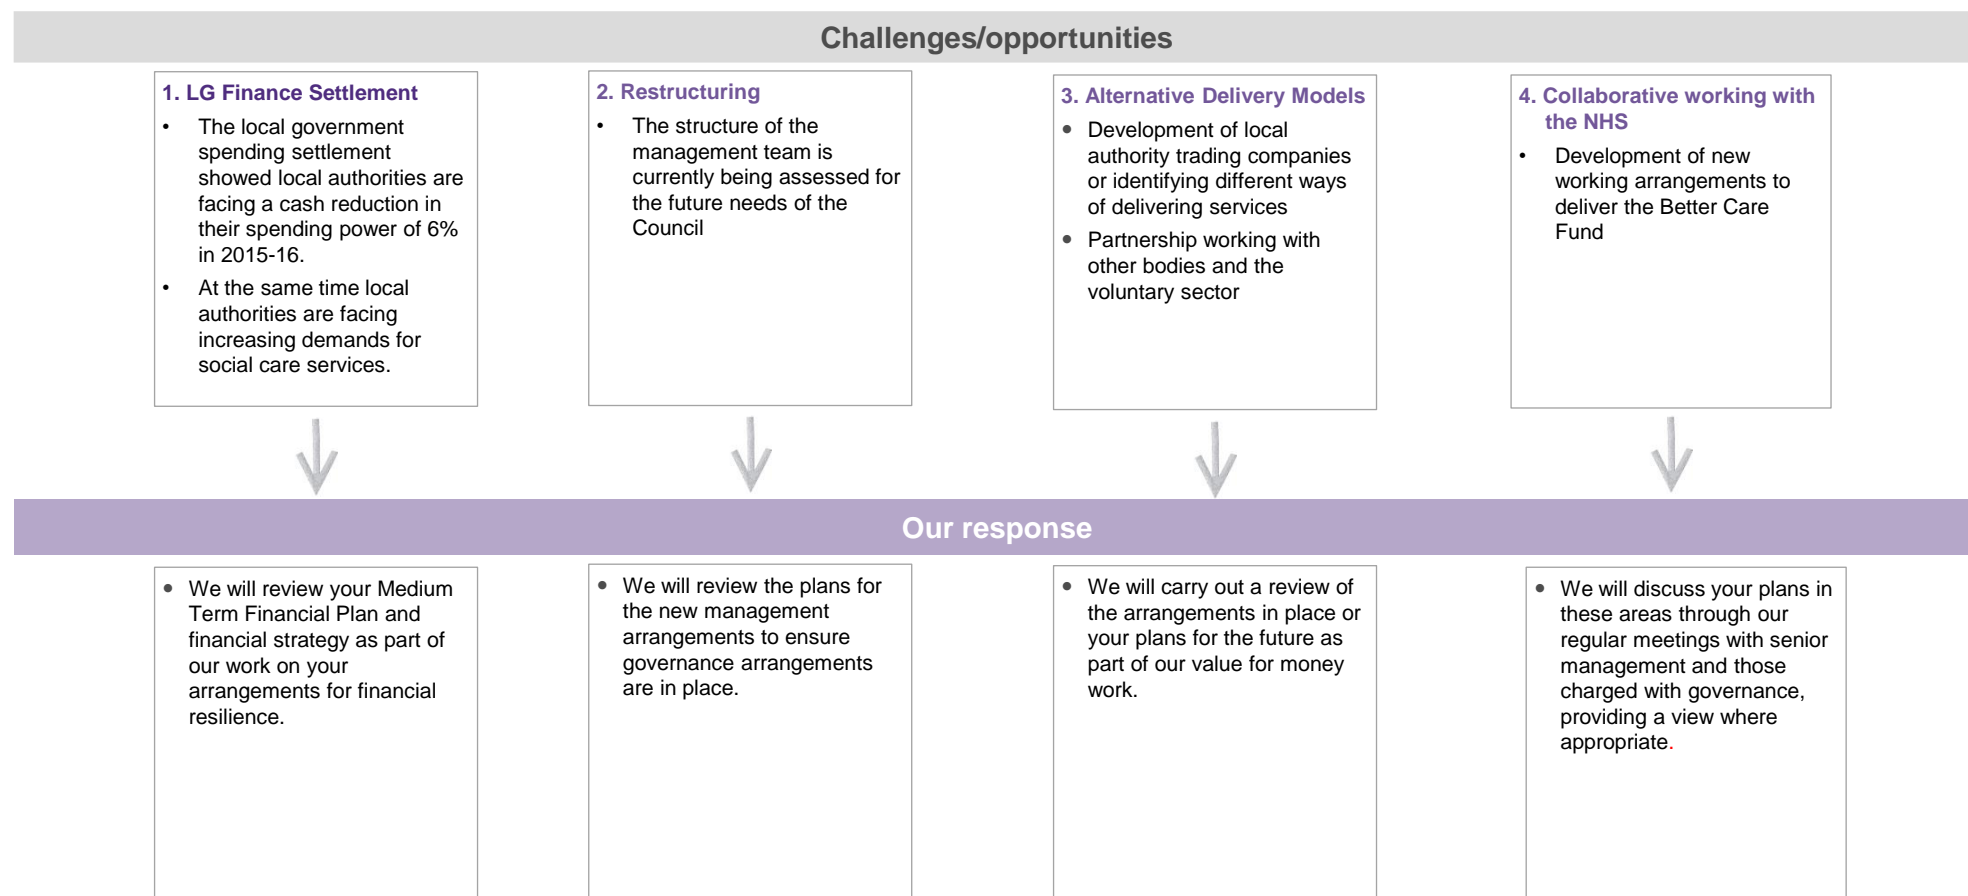 Challenges/opportunities
1. LG Finance Settlement
• The local government
spending settlement
showed local authorities are
facing a cash reduction in
their spending power of 6%
in 2015-16.
• At the same time local
authorities are facing
increasing demands for
social care services.
2. Restructuring
• The structure of the
management team is
currently being assessed for
the future needs of the
Council
3. Alternative Delivery Models
• Development of local
authority trading companies
or identifying different ways
of delivering services
• Partnership working with
other bodies and the
voluntary sector
4. Collaborative working with
the NHS
• Development of new
working arrangements to
deliver the Better Care
Fund
Our response
• We will review your Medium
Term Financial Plan and
financial strategy as part of
our work on your
arrangements for financial
resilience.
• We will review the plans for
the new management
arrangements to ensure
governance arrangements
are in place.
• We will carry out a review of
the arrangements in place or
your plans for the future as
part of our value for money
work.
• We will discuss your plans in
these areas through our
regular meetings with senior
management and those
charged with governance,
providing a view where
appropriate.